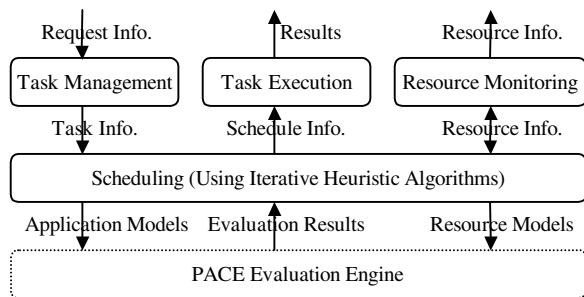 Request Info. Results Resource Info.
Task Management Task Execution Resource Monitoring
Task Info. Schedule Info. Resource Info.
Scheduling (Using Iterative Heuristic Algorithms)
Application Models Evaluation Results Resource Models
PACE Evaluation Engine